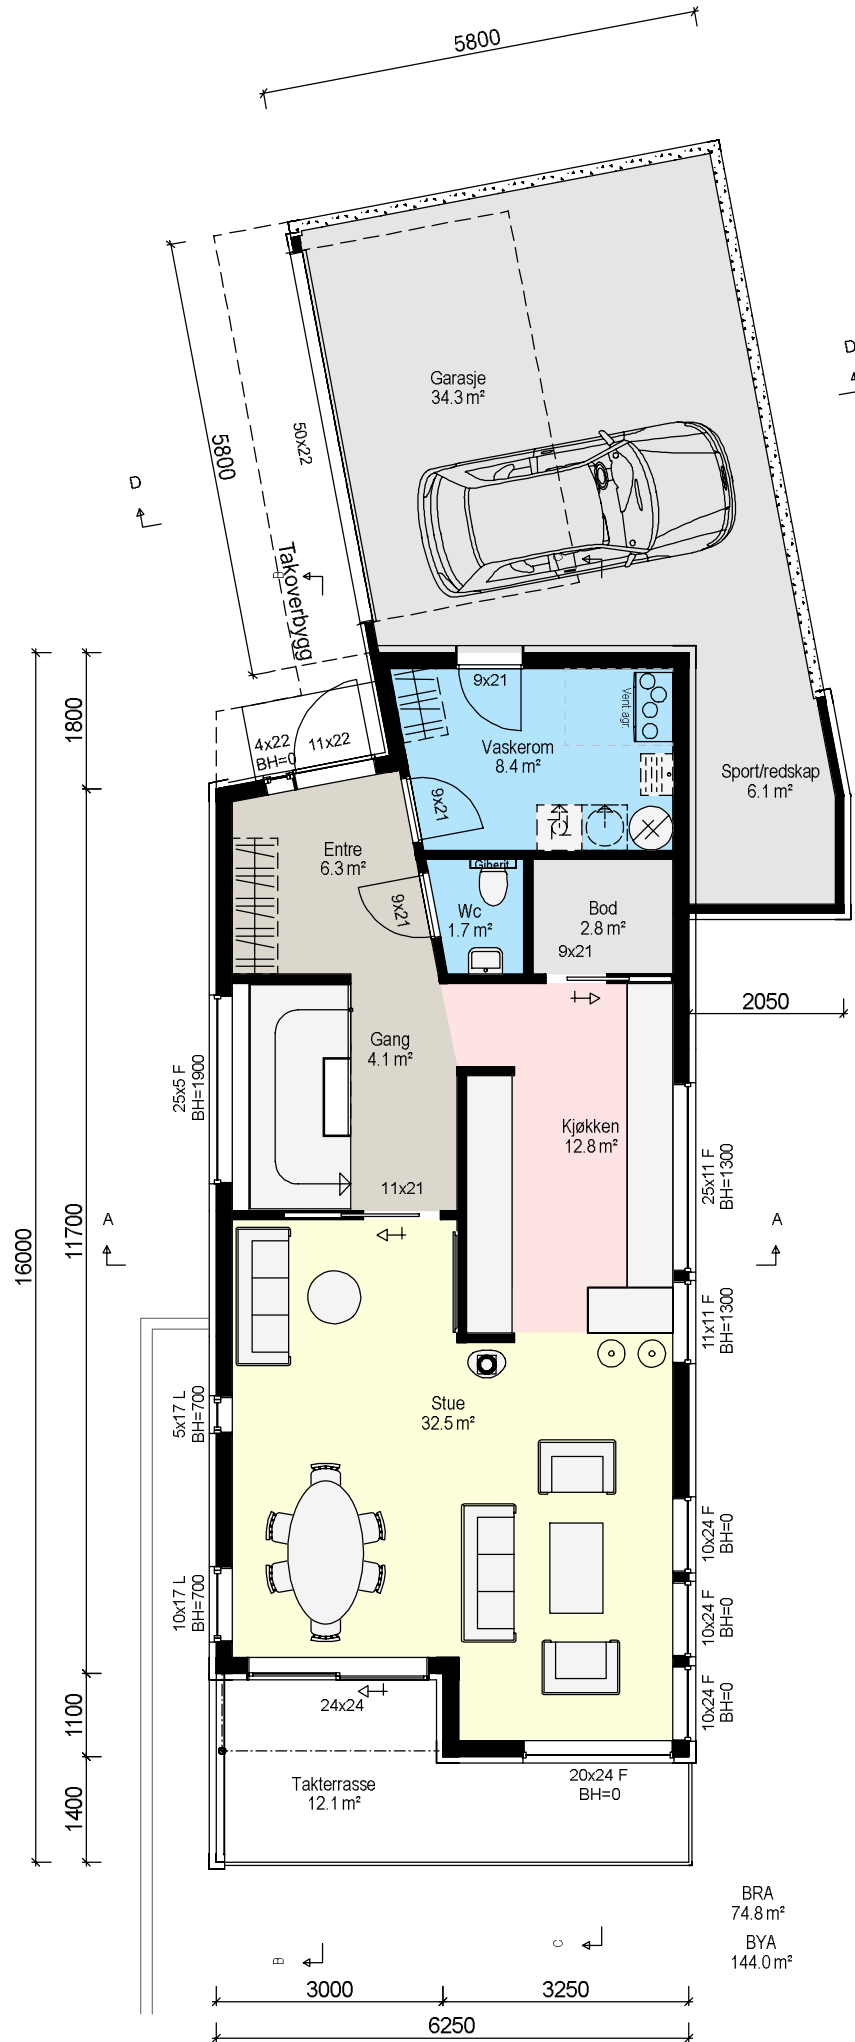 5800
D
Garasje
34.3 m²
50x22
5800
D
Takoverbygg
B
9x21
Vent.agr.
1800
4x22
BH=0
11x22
Vaskerom
8.4 m²
Sport/redskap
6.1 m²
9x21
Entre
6.3 m²
Giberit
9x21
Wc
1.7 m²
Bod
2.8 m²
9x21
2050
Gang
4.1 m²
25x5 F
BH=1900
Kjøkken
12.8 m²
25x11 F
BH=1300
11x21
A
A
11700
16000
11x11 F
BH=1300
5x17 L
BH=700
Stue
32.5 m²
10x24 F
BH=0
10x17 L
BH=700
10x24 F
BH=0
10x24 F
BH=0
1100
24x24
20x24 F
BH=0
Takterrasse
12.1 m²
1400
BRA
74.8 m²
BYA
144.0 m²
B
C
3000
3250
6250